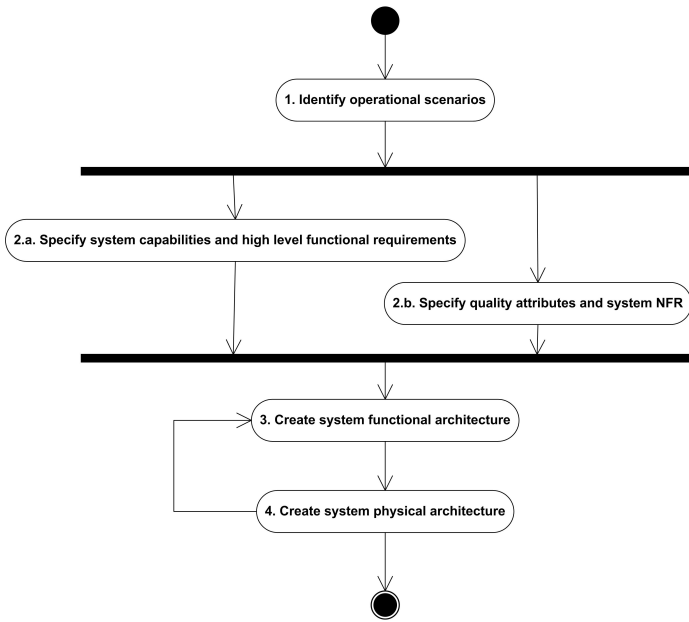 1. Identify operational scenarios
2.a. Specify system capabilities and high level functional requirements
2.b. Specify quality attributes and system NFR
3. Create system functional architecture
4. Create system physical architecture